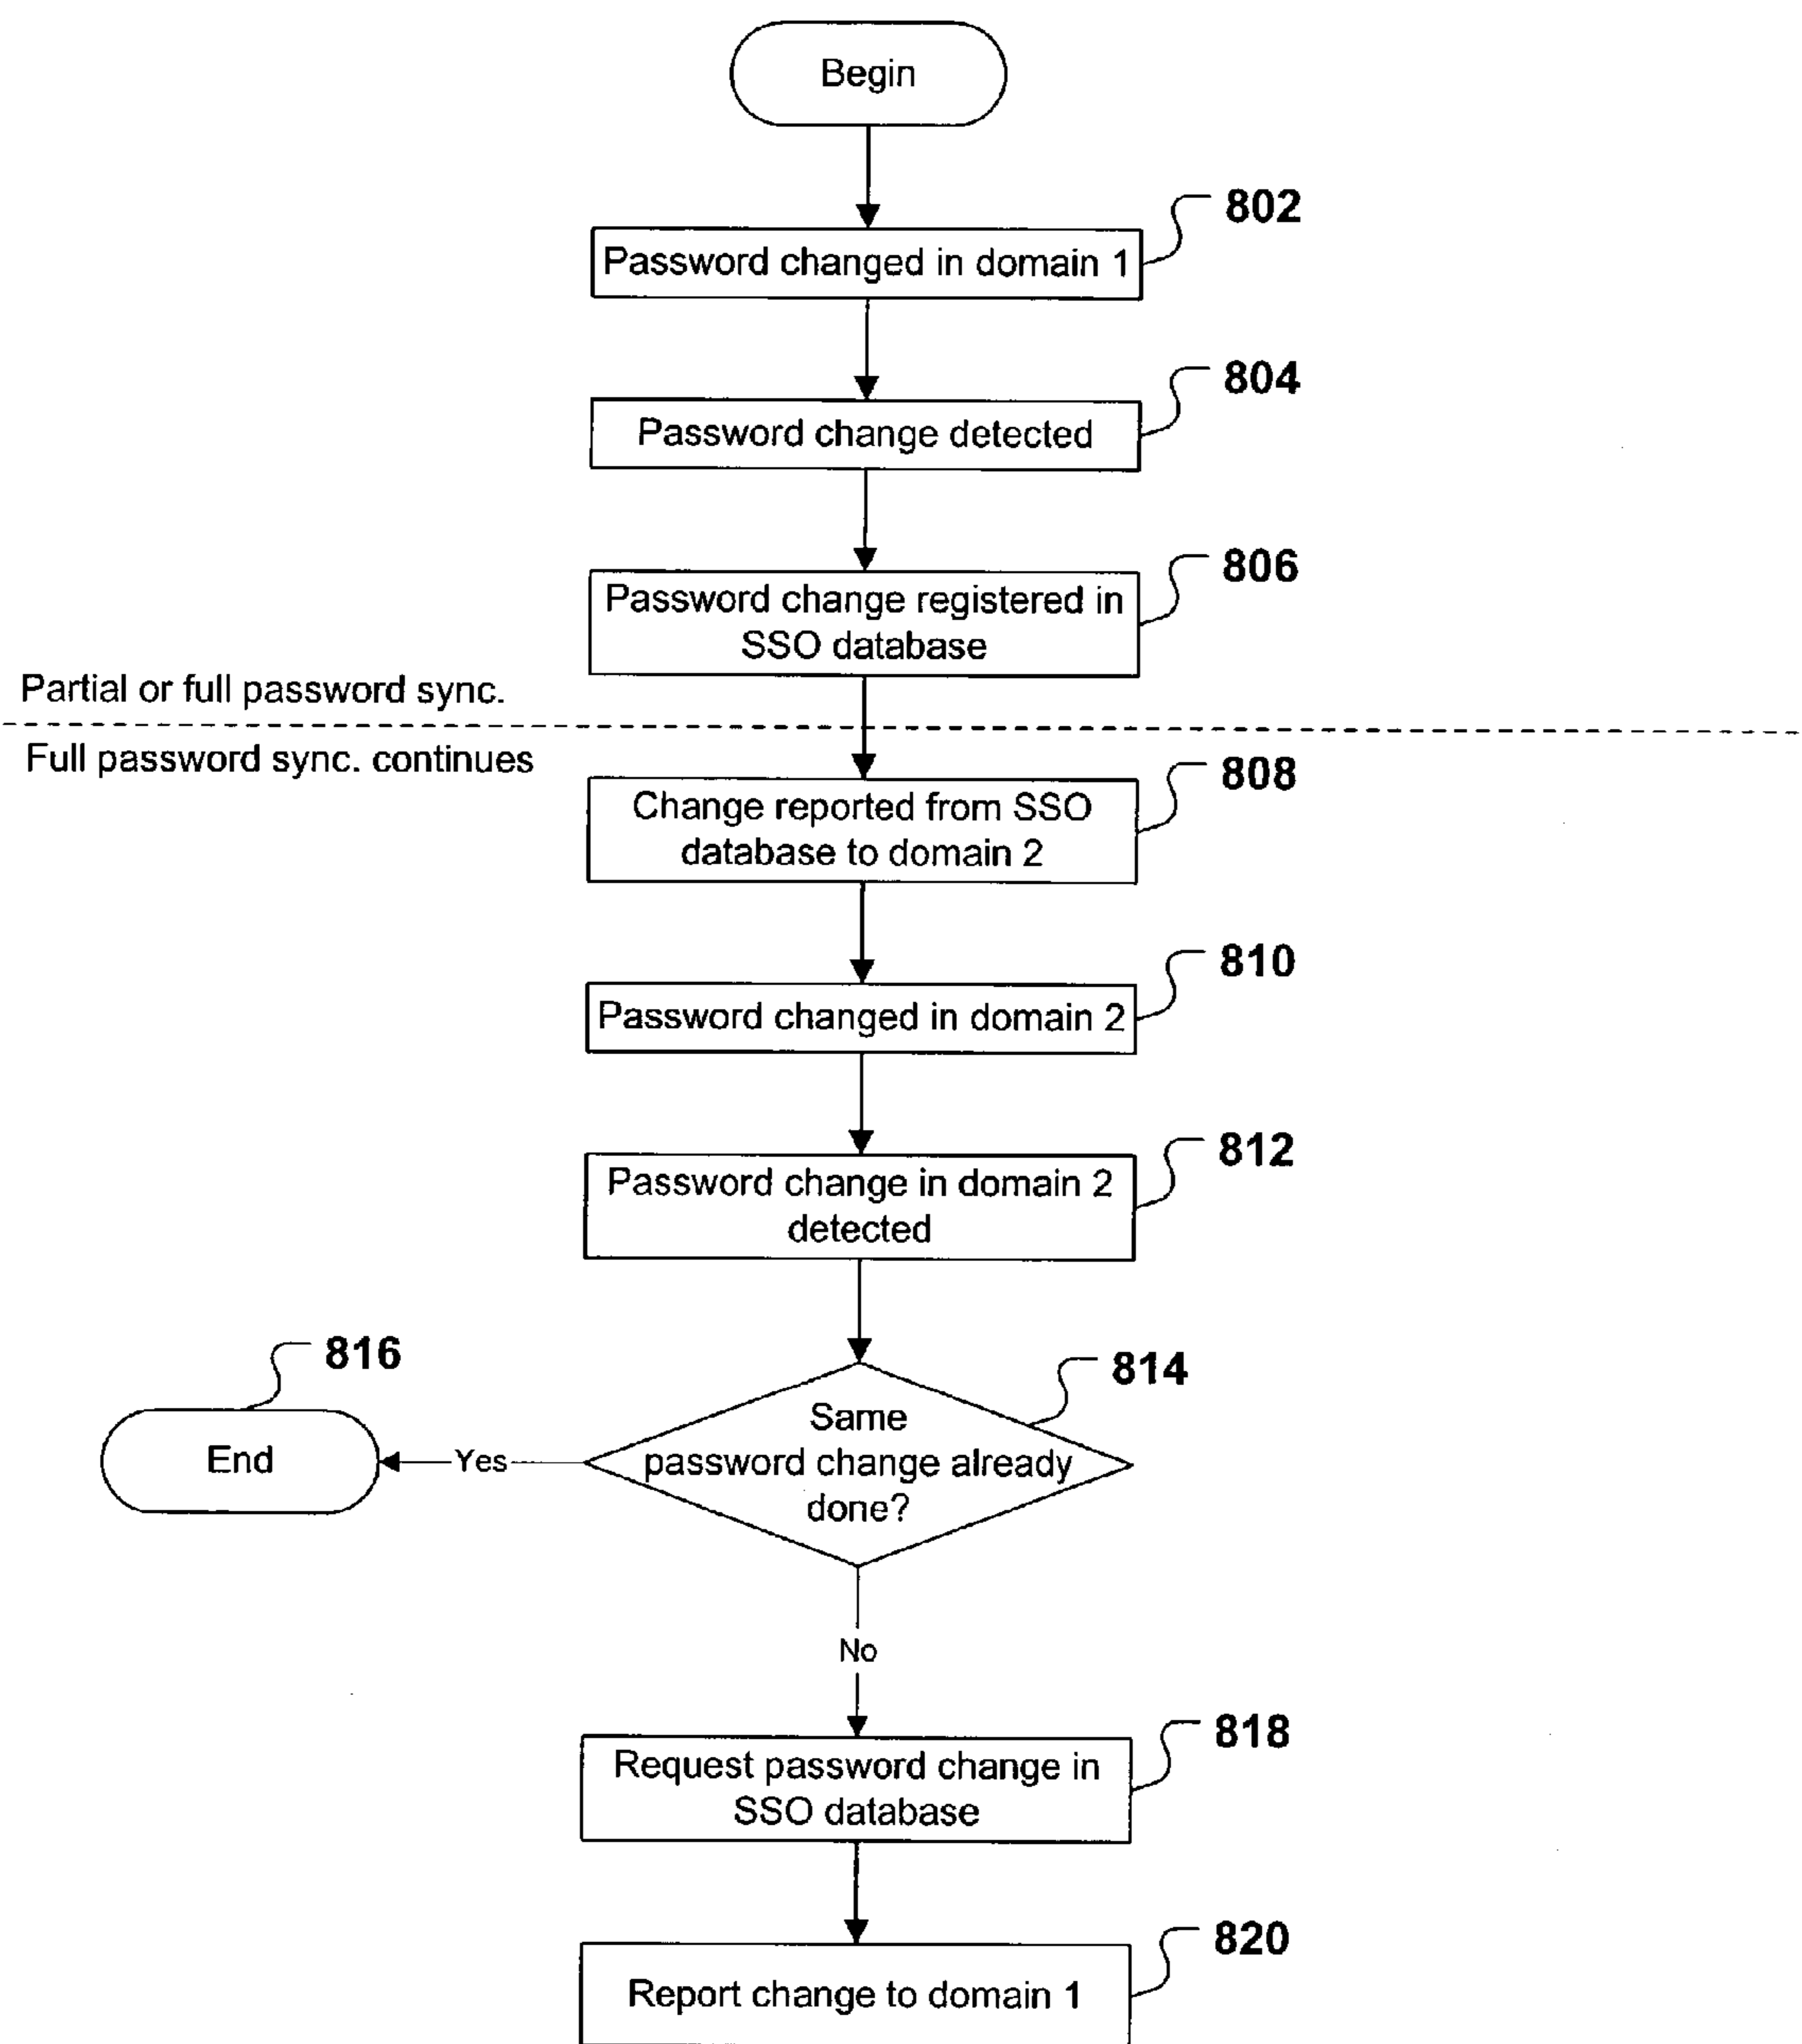 Begin
802
Password changed in domain 1
804
Password change detected
806
Password change registered in
SSO database
Partial or full password sync.
Full password sync. continues
808
Change reported from SSO
database to domain 2
810
Password changed in domain 2
812
Password change in domain 2
detected
816
814
End
Yes
Same
password change already
done?
No
818
Request password change in
SSO database
820
Report change to domain 1